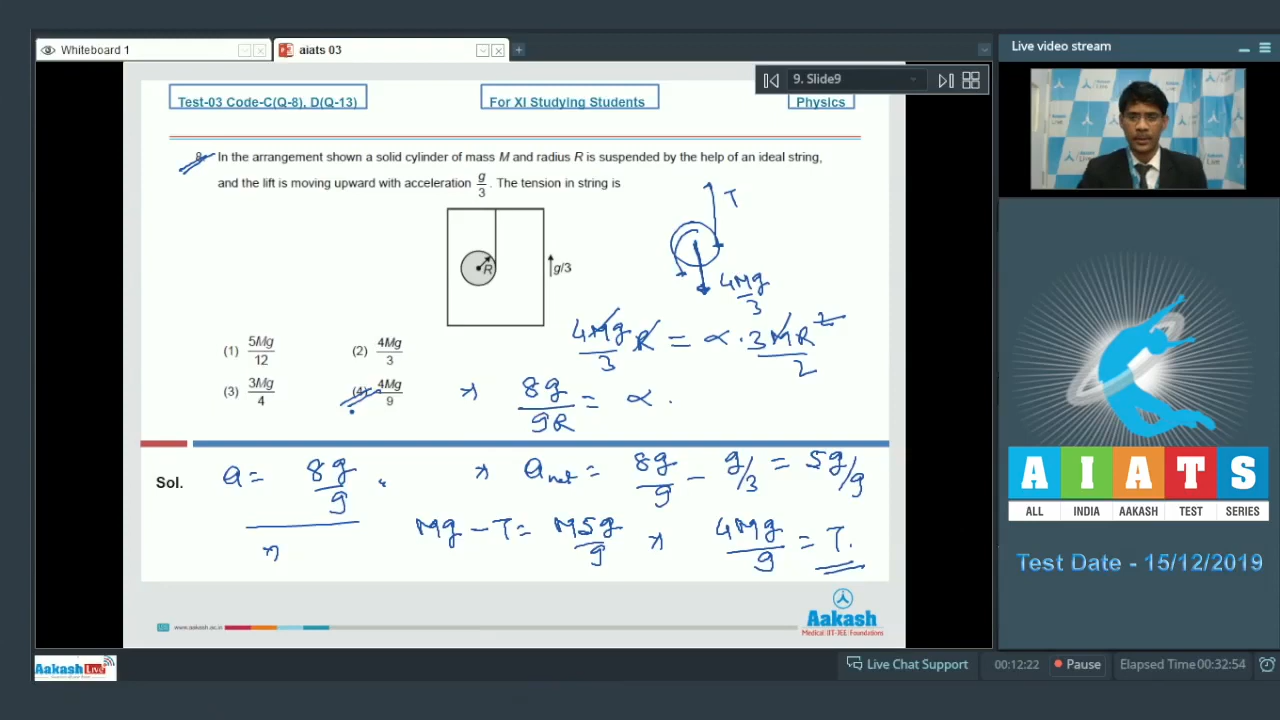 Whiteboard 1
aiats 03
Live video stream
9. Slide9
Test-03 Code-C(Q-8), D(Q-13)
For XI Studying Students
Physics
8. In the arrangement shown a solid cylinder of mass M and radius R is suspended by the help of an ideal string,
and the lift is moving upward with acceleration g/3. The tension in string is
T
R
g/3
4Mg/3
(1) 5Mg/12
(2) 4Mg/3
(3) 3Mg/4
(4) 4Mg/9
4Mg/3 R = α · 3MR²/2
8g/9R = α
Sol.
a = 8g/9
a net = 8g/9 - g/3 = 5g/9
Mg - T = M5g/9
4Mg/9 = T.
www.aakash.ac.in
Aakash
Medical|IIT-JEE|Foundations
A I A T S
ALL INDIA AAKASH TEST SERIES
Test Date - 15/12/2019
Aakash Live
Live Chat Support
00:12:22
Pause
Elapsed Time 00:32:54